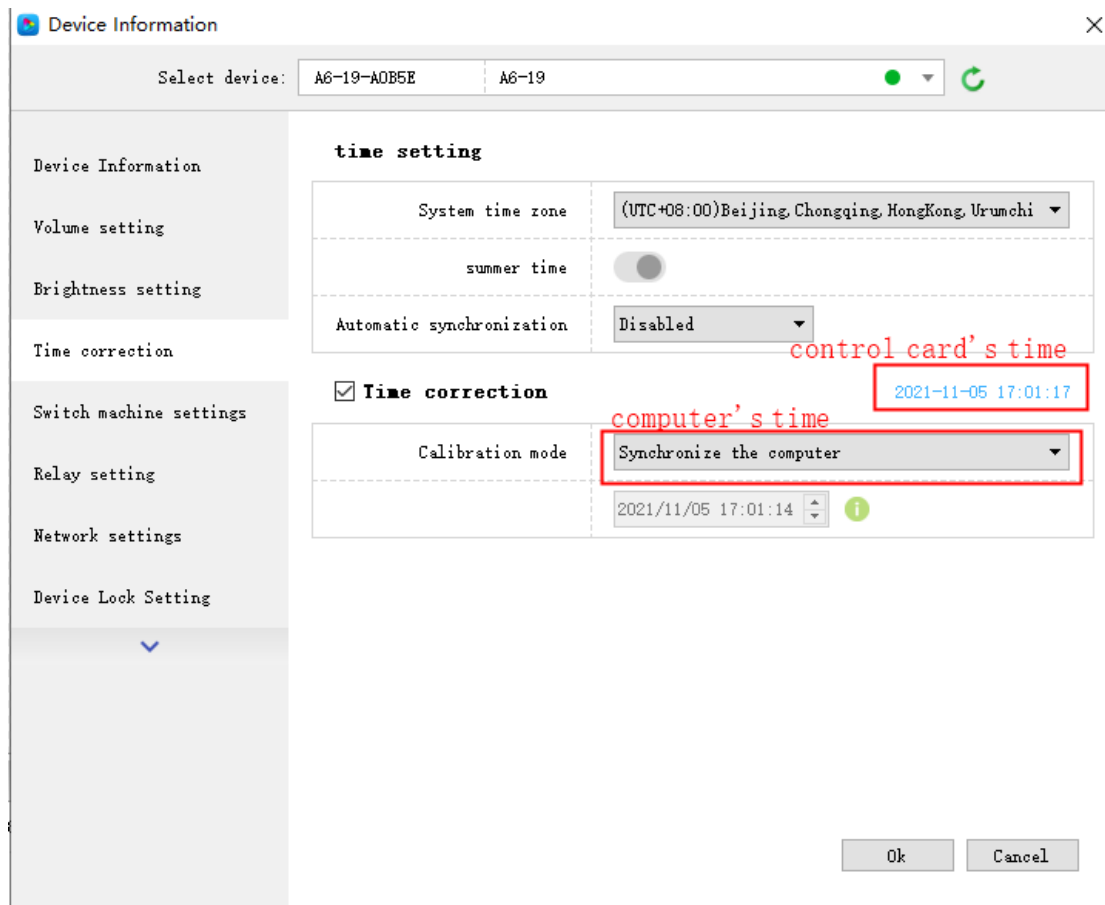 Device Information
Select device: A6-19-A0B5E A6-19
Device Information
Volume setting
Brightness setting
Time correction
Switch machine settings
Relay setting
Network settings
Device Lock Setting
time setting
System time zone (UTC+08:00)Beijing,Chongqing,HongKong,Urumchi
summer time
Automatic synchronization Disabled
control card's time
Time correction 2021-11-05 17:01:17
computer's time
Calibration mode Synchronize the computer
2021/11/05 17:01:14
Ok Cancel